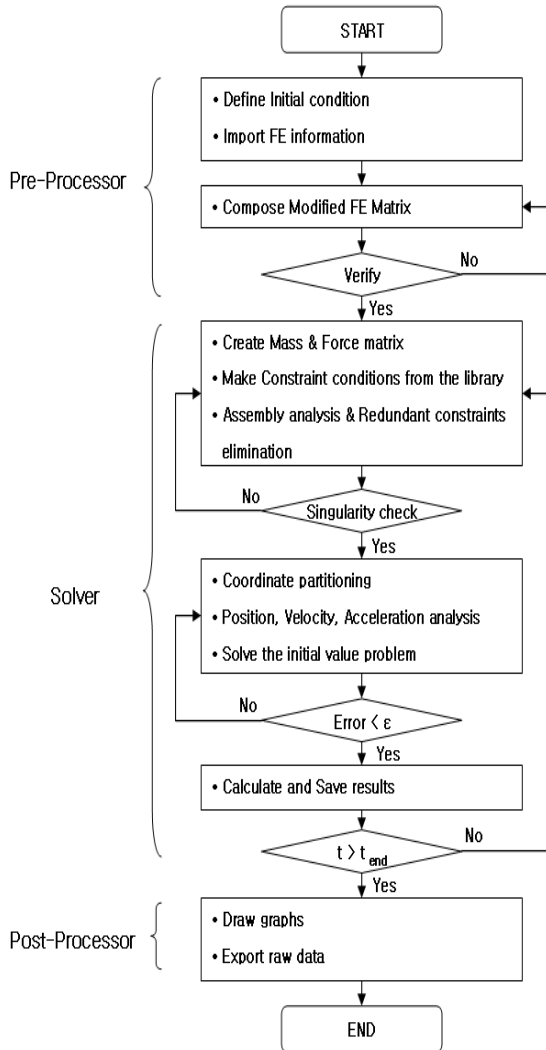 START
• Define Initial condition
• Import FE information
Pre-Processor
• Compose Modified FE Matrix
No
Verify
Yes
• Create Mass & Force matrix
• Make Constraint conditions from the library
• Assembly analysis & Redundant constraints
elimination
No
Singularity check
Yes
Solver
• Coordinate partitioning
• Position, Velocity, Acceleration analysis
• Solve the initial value problem
No
Error < ε
Yes
• Calculate and Save results
No
t > t end
Yes
• Draw graphs
Post-Processor
• Export raw data
END